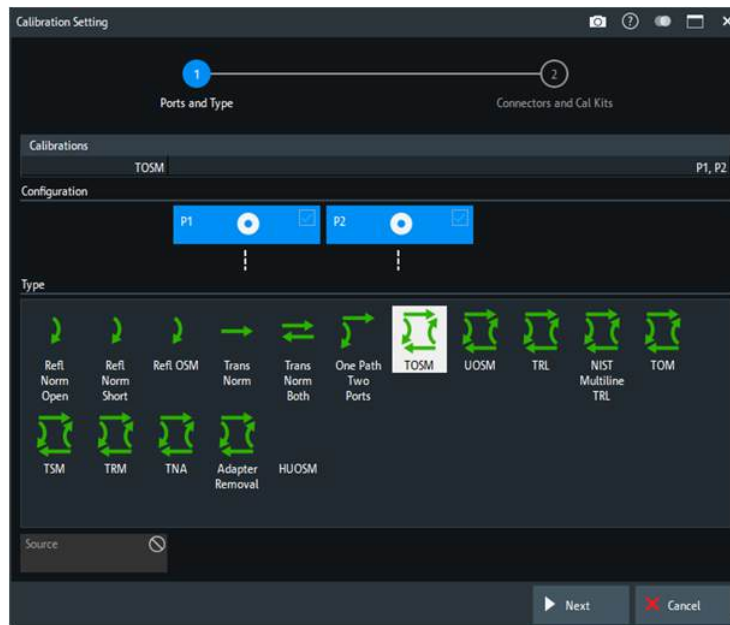 Calibration Setting
1
2
Ports and Type
Connectors and Cal Kits
Calibrations
TOSM
P1, P2
Configuration
P1
P2
Type
Refl Norm Open
Refl Norm Short
Refl OSM
Trans Norm
Trans Norm Both
One Path Two Ports
TOSM
UOSM
TRL
NIST Multiline TRL
TOM
TSM
TRM
TNA
Adapter Removal
HUOSM
Source
Next
Cancel